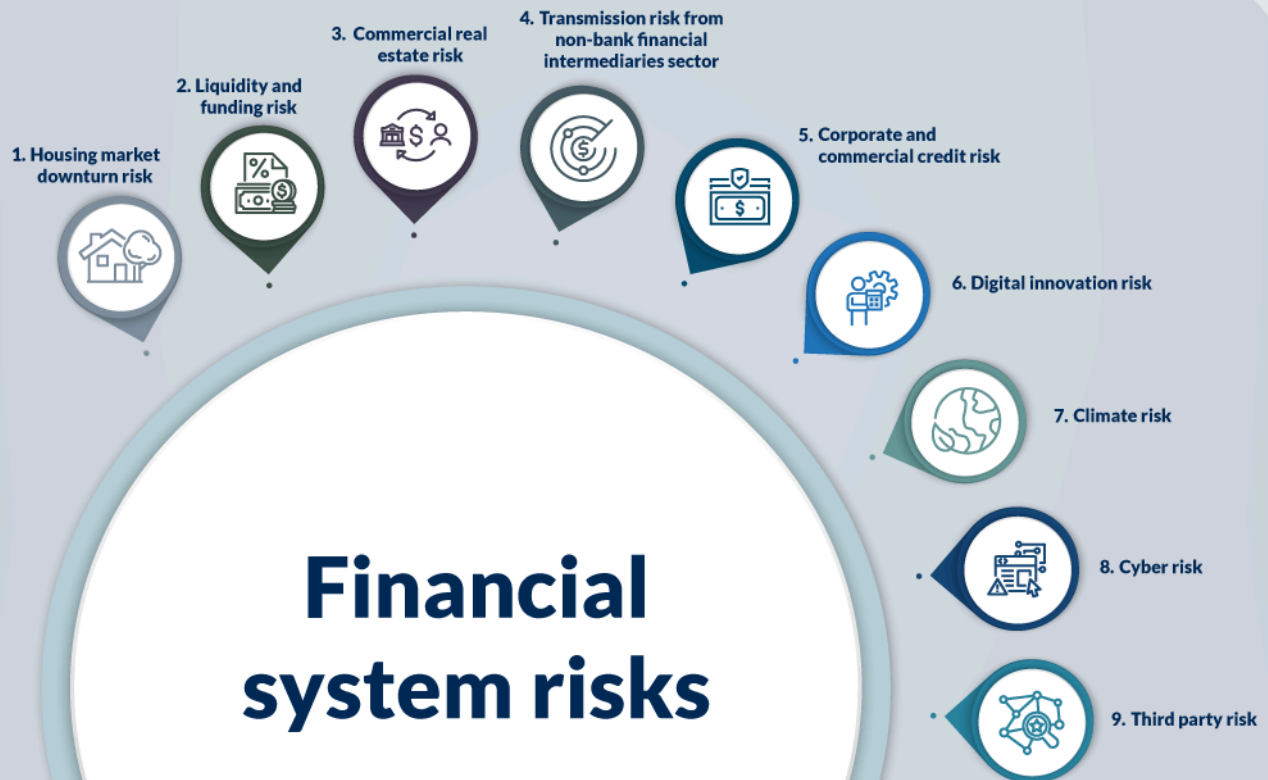 1. Housing market
downturn risk
2. Liquidity and
funding risk
3. Commercial real
estate risk
4. Transmission risk from
non-bank financial
intermediaries sector
5. Corporate and
commercial credit risk
6. Digital innovation risk
7. Climate risk
8. Cyber risk
9. Third party risk
Financial
system risks